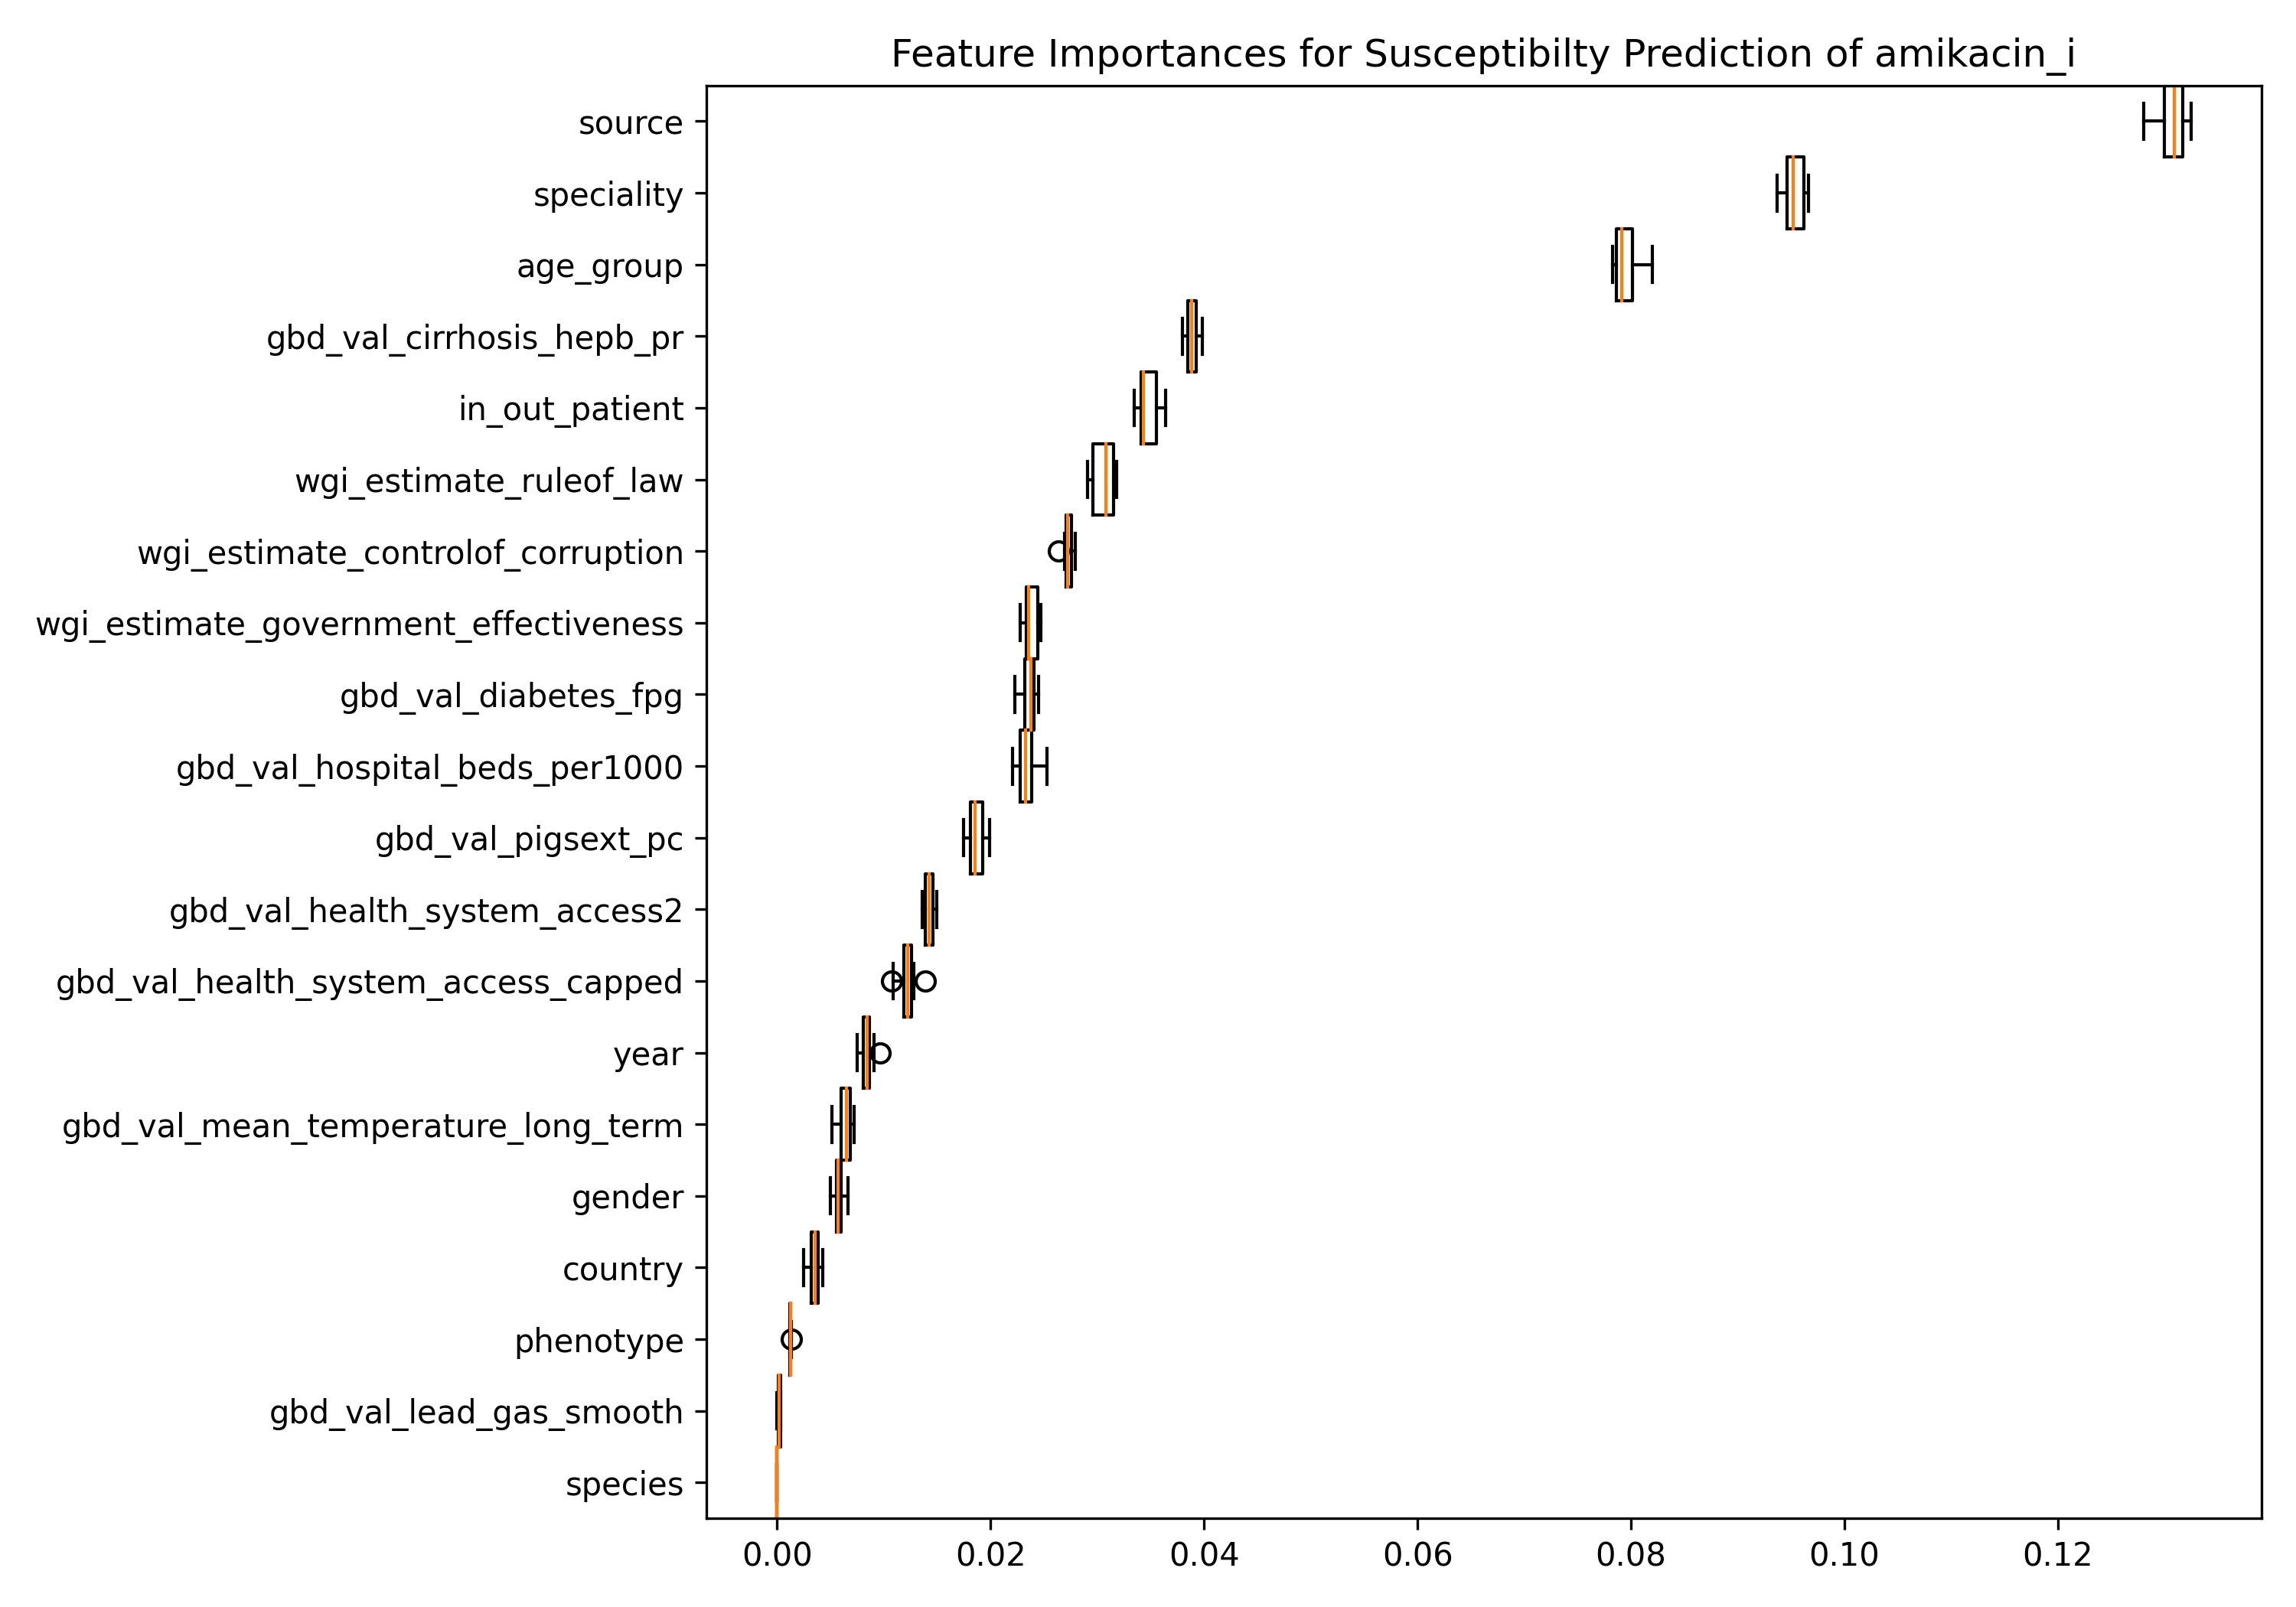 Feature Importances for Susceptibilty Prediction of amikacin_i
source
speciality
age_group
gbd_val_cirrhosis_hepb_pr
in_out_patient
wgi_estimate_ruleof_law
wgi_estimate_controlof_corruption
wgi_estimate_government_effectiveness
gbd_val_diabetes_fpg
gbd_val_hospital_beds_per1000
gbd_val_pigsext_pc
gbd_val_health_system_access2
gbd_val_health_system_access_capped
year
gbd_val_mean_temperature_long_term
gender
country
phenotype
gbd_val_lead_gas_smooth
species
0.00 0.02 0.04 0.06 0.08 0.10 0.12